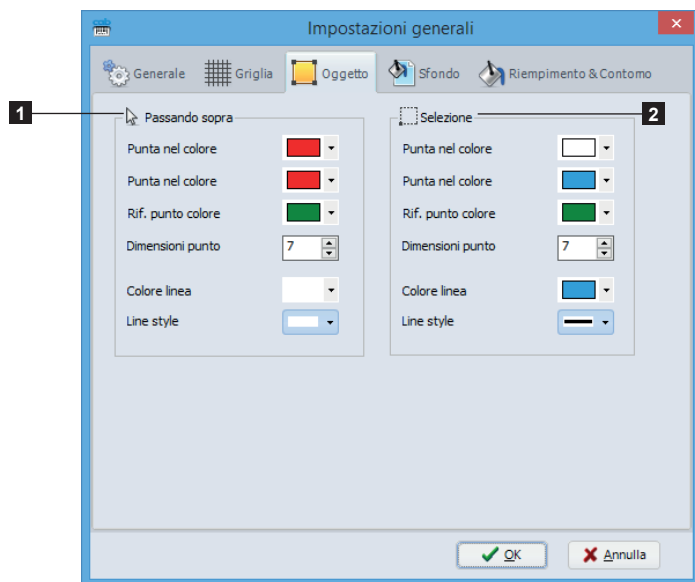 Impostazioni generali
Generale Griglia Oggetto Sfondo Riempimento & Contomo
1 Passando sopra
Punta nel colore
Punta nel colore
Rif. punto colore
Dimensioni punto 7
Colore linea
Line style
Selezione 2
Punta nel colore
Punta nel colore
Rif. punto colore
Dimensioni punto 7
Colore linea
Line style
OK Annulla